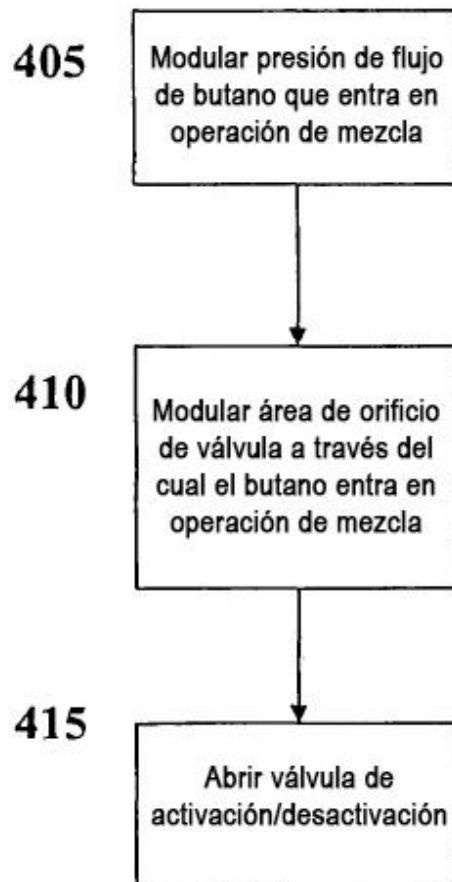 405
Modular presión de flujo
de butano que entra en
operación de mezcla
410
Modular área de orificio
de válvula a través del
cual el butano entra en
operación de mezcla
415
Abrir válvula de
activación/desactivación